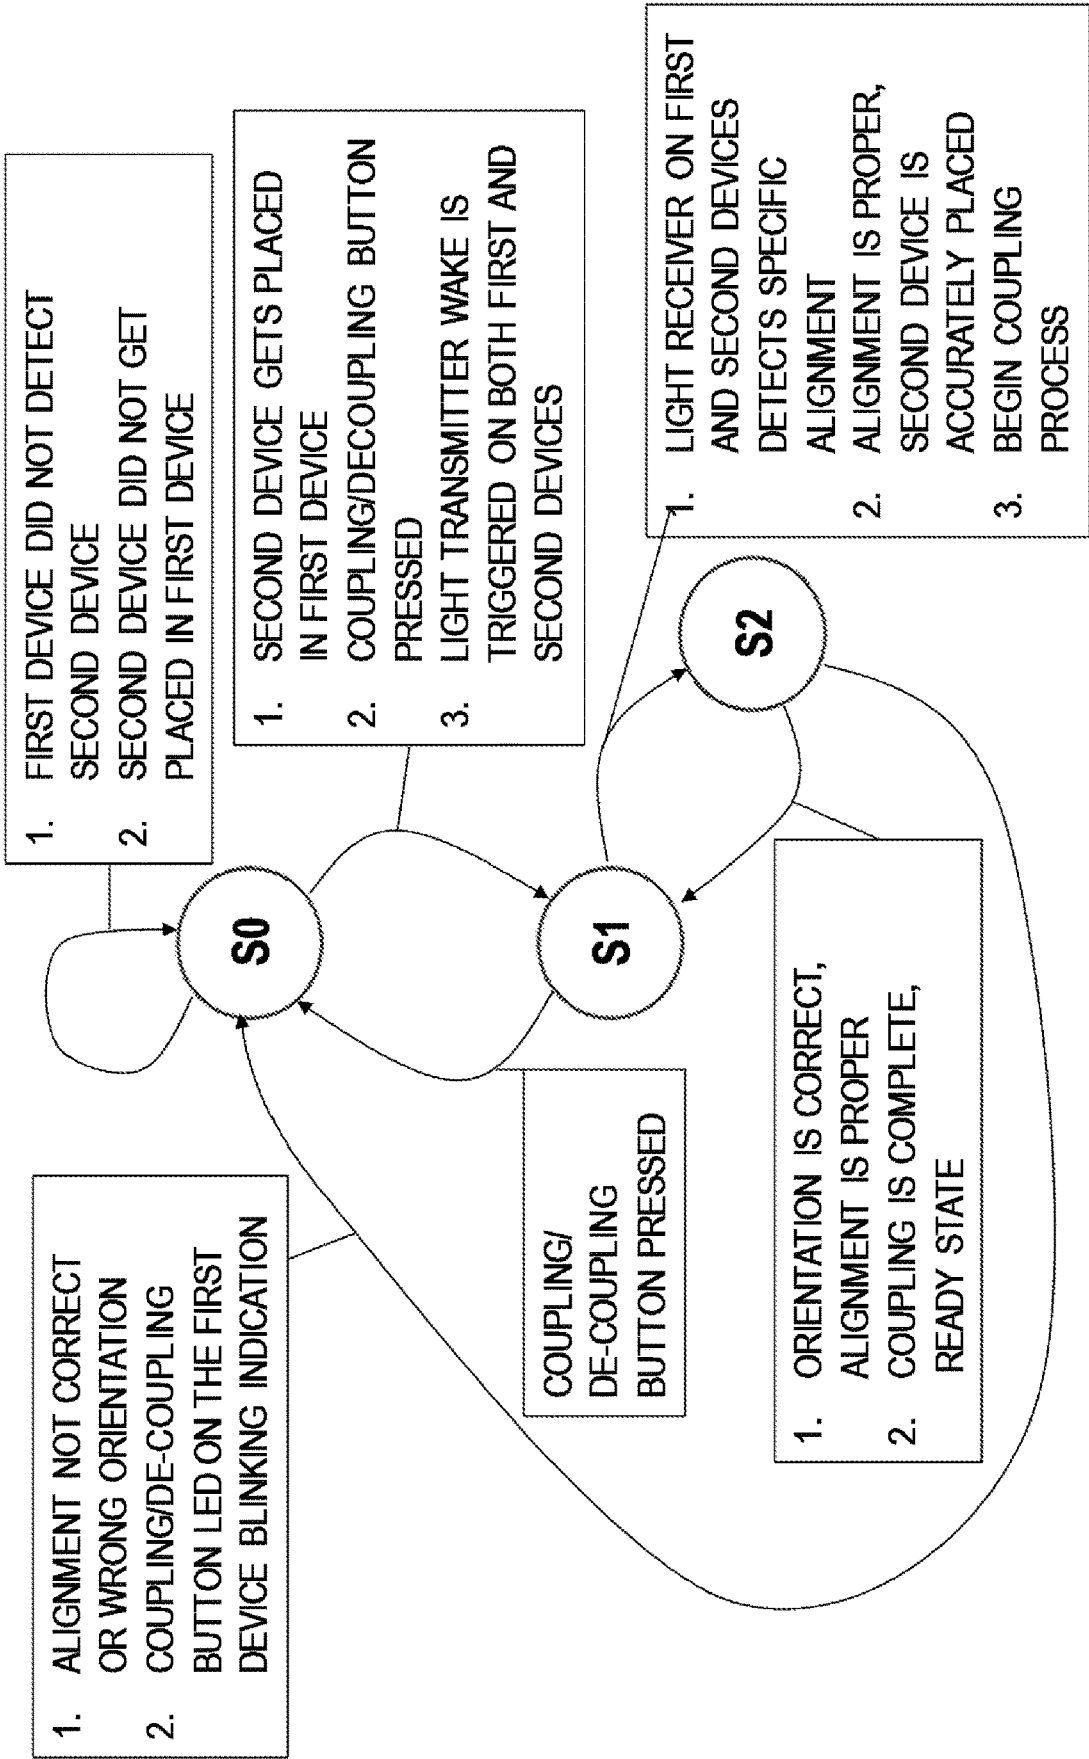 1. FIRST DEVICE DID NOT DETECT
SECOND DEVICE
2. SECOND DEVICE DID NOT GET
PLACED IN FIRST DEVICE
1. ALIGNMENT NOT CORRECT
OR WRONG ORIENTATION
2. COUPLING/DE-COUPLING
BUTTON LED ON THE FIRST
DEVICE BLINKING INDICATION
S0
1. SECOND DEVICE GETS PLACED
IN FIRST DEVICE
2. COUPLING/DECOUPLING BUTTON
PRESSED
3. LIGHT TRANSMITTER WAKE IS
TRIGGERED ON BOTH FIRST AND
SECOND DEVICES
COUPLING/
DE-COUPLING
BUTTON PRESSED
S1
S2
1. LIGHT RECEIVER ON FIRST
AND SECOND DEVICES
DETECTS SPECIFIC
ALIGNMENT
2. ALIGNMENT IS PROPER,
SECOND DEVICE IS
ACCURATELY PLACED
3. BEGIN COUPLING
PROCESS
1. ORIENTATION IS CORRECT,
ALIGNMENT IS PROPER
2. COUPLING IS COMPLETE,
READY STATE